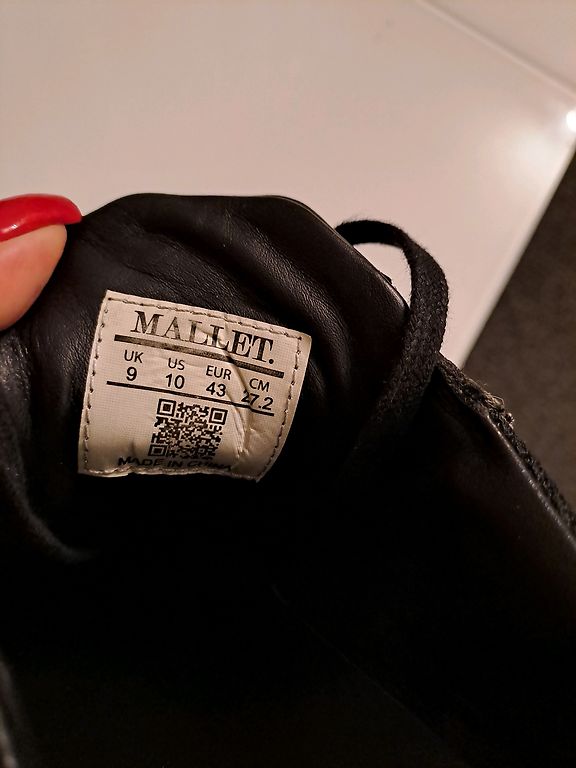 MALLET.
UK US EUR CM
9 10 43 27.2
MADE IN CHINA